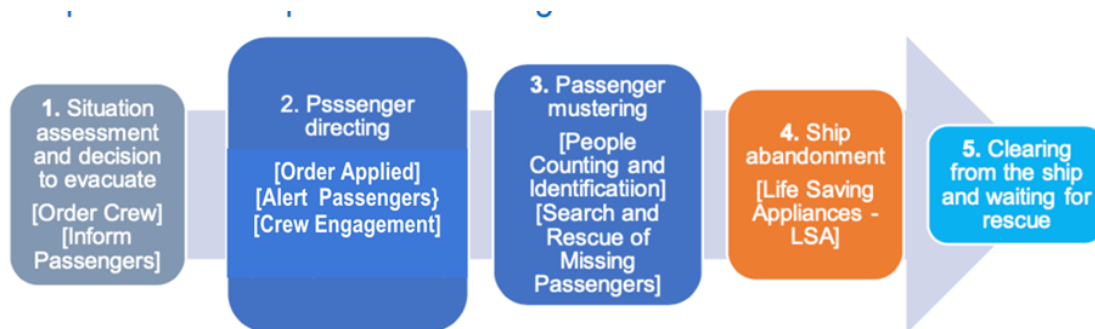 1. Situation
assessment
and decision
to evacuate
[Order Crew]
[Inform
Passengers]
2. Psssenger
directing
[Order Applied]
[Alert Passengers}
[Crew Engagement]
3. Passenger
mustering
[People
Counting and
Identificatiion]
[Search and
Rescue of
Missing
Passengers]
4. Ship
abandonment
[Life Saving
Appliances -
LSA]
5. Clearing
from the ship
and waiting for
rescue